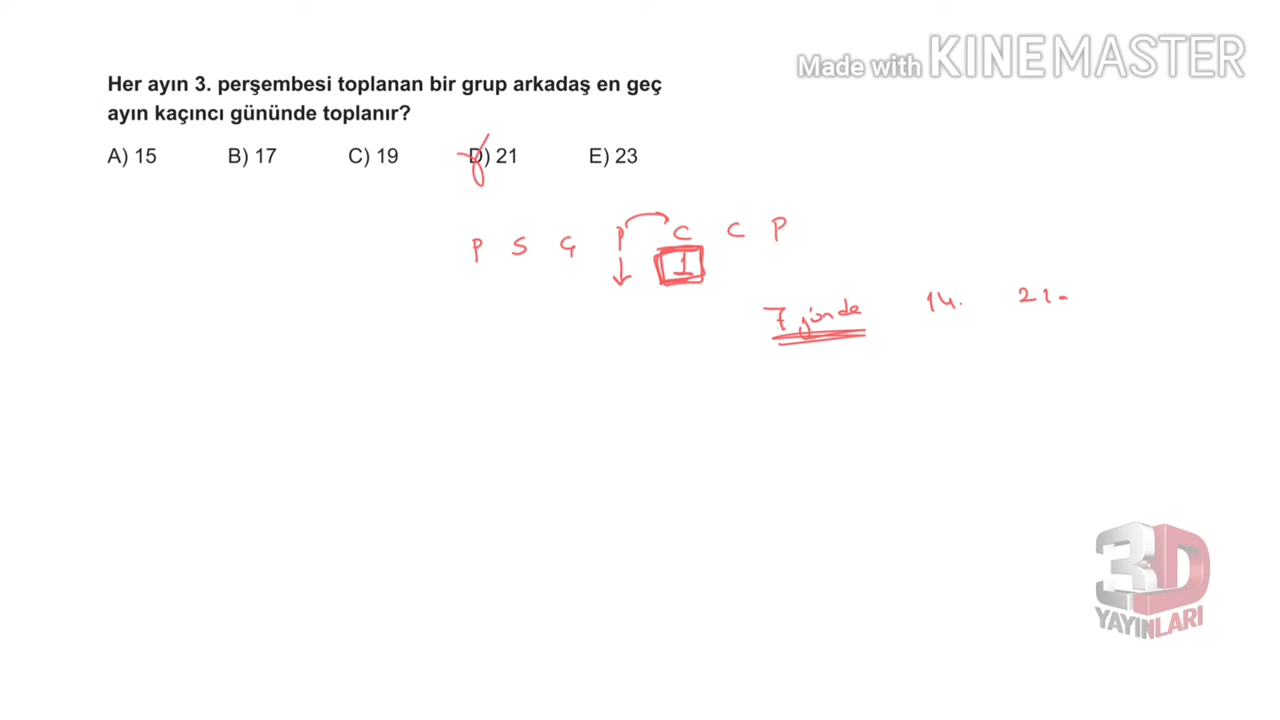 Made with KINEMASTER
Her ayın 3. perşembesi toplanan bir grup arkadaş en geç
ayın kaçıncı gününde toplanır?
A) 15 B) 17 C) 19 D) 21 E) 23
P S Ç P C C P
1
7 günde 14. 21.
3D
YAYINLARI